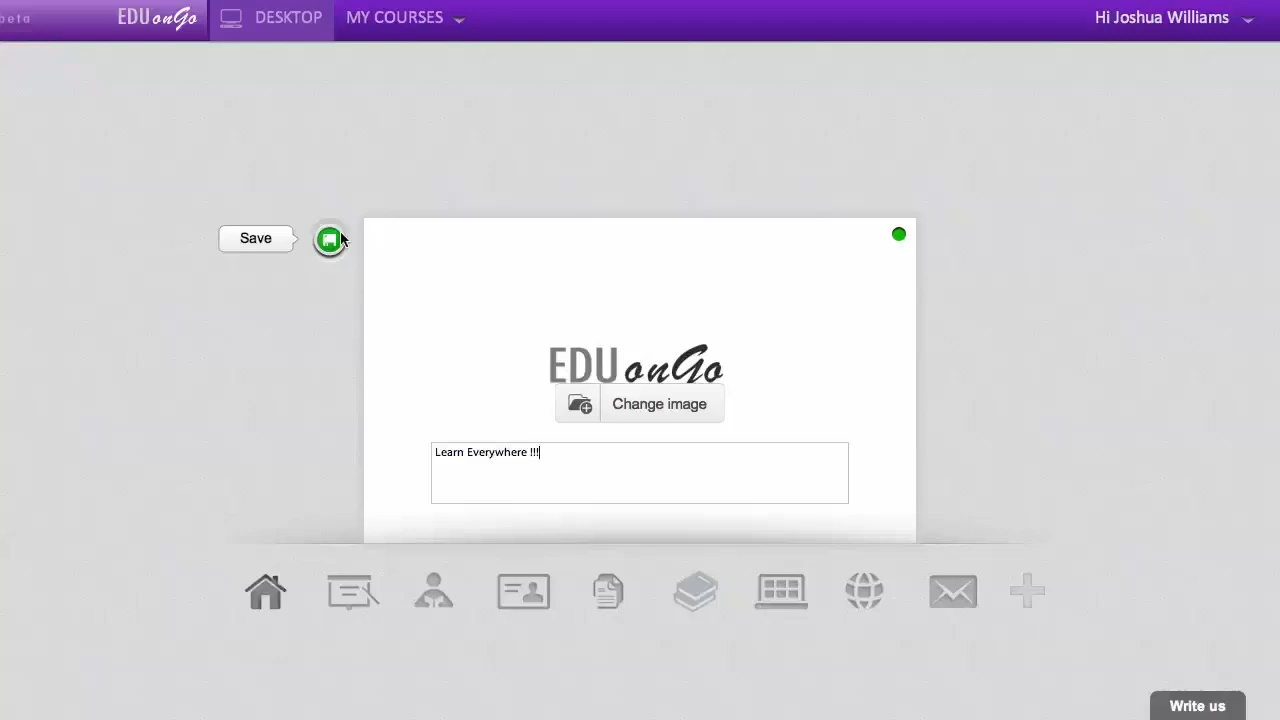 beta
EDU onGo
DESKTOP
MY COURSES
Hi Joshua Williams
Save
EDU onGo
Change image
Learn Everywhere !!!
Write us